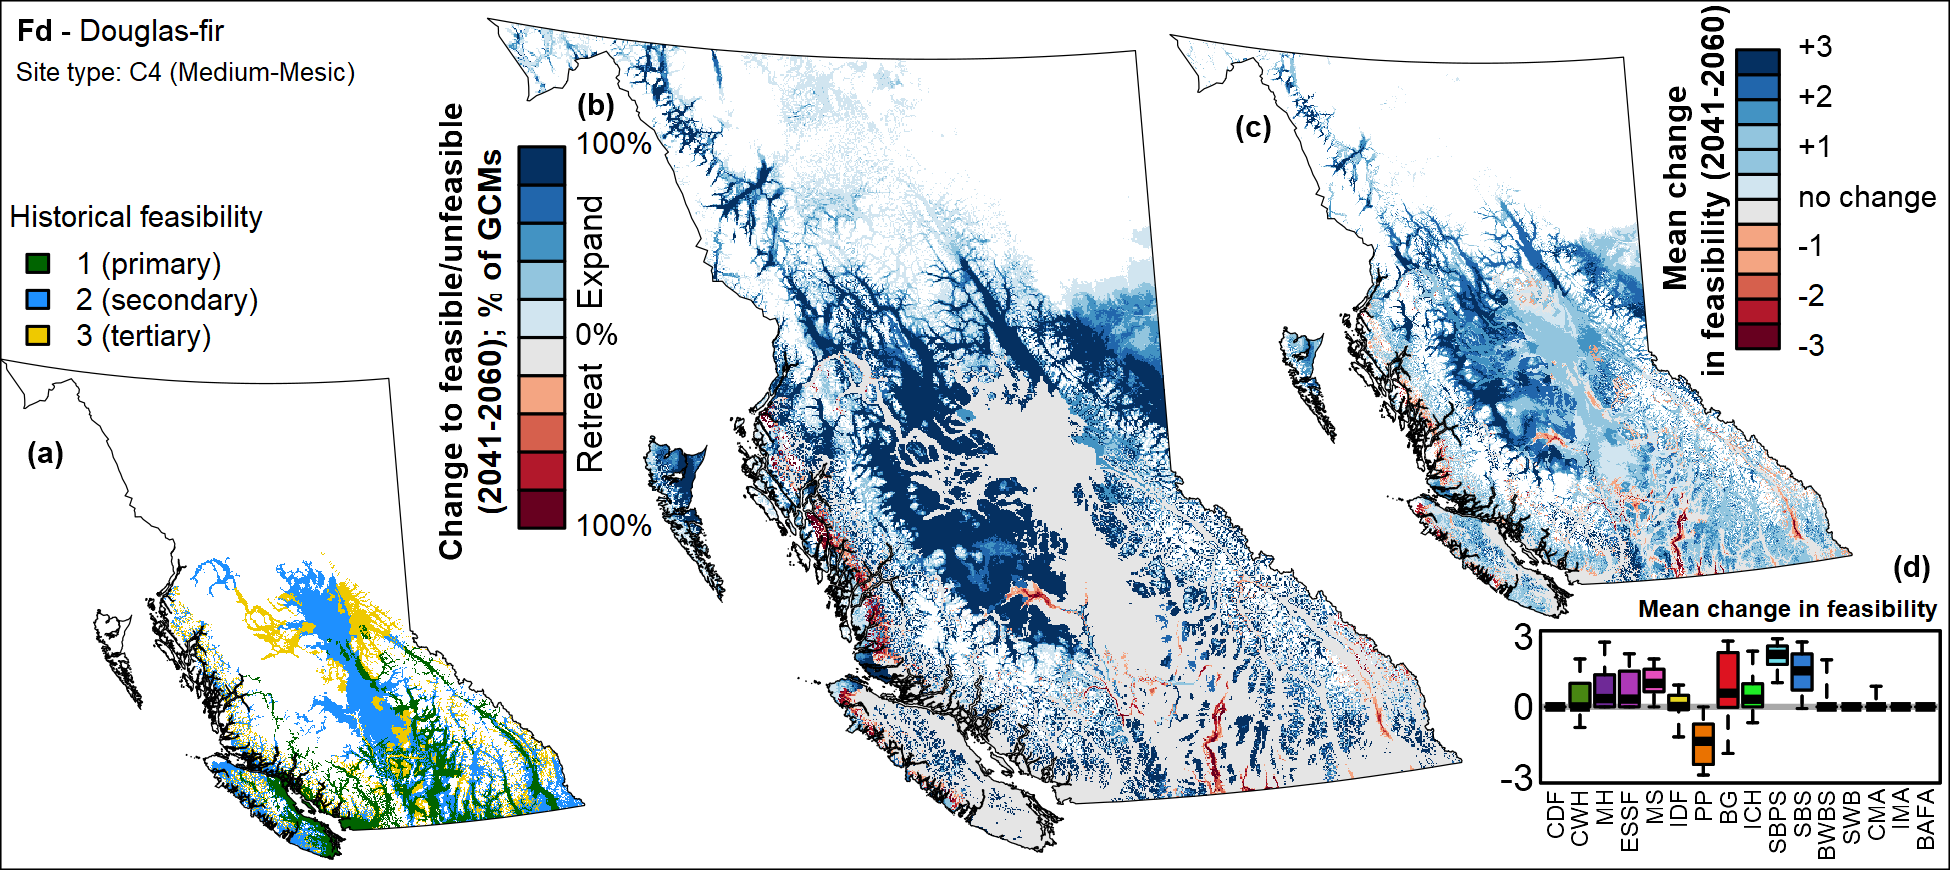 Fd - Douglas-fir
Site type: C4 (Medium-Mesic)
Historical feasibility
1 (primary)
2 (secondary)
3 (tertiary)
(a)
(b)
Change to feasible/unfeasible
(2041-2060); % of GCMs
100%
Expand
0%
Retreat
100%
(c)
Mean change
in feasibility (2041-2060)
+3
+2
+1
no change
-1
-2
-3
(d)
Mean change in feasibility
3
0
-3
CDF
CWH
MH
ESSF
MS
IDF
PP
BG
ICH
SBPS
SBS
BWBS
SWB
CMA
IMA
BAFA